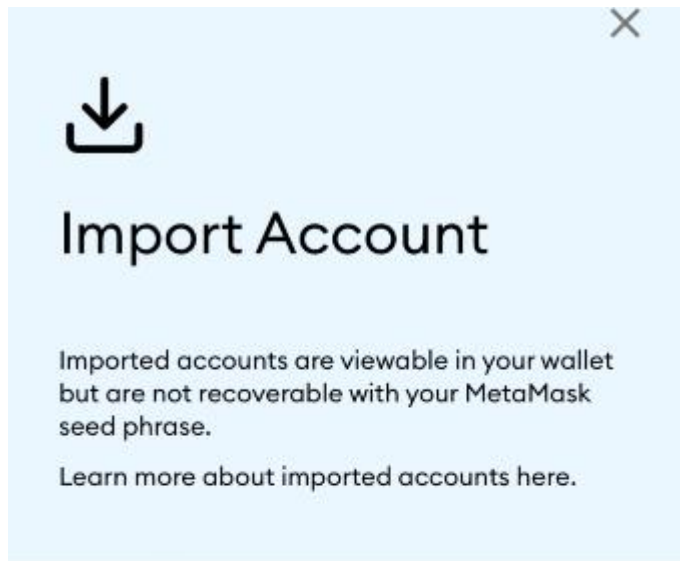 Import Account
Imported accounts are viewable in your wallet
but are not recoverable with your MetaMask
seed phrase.
Learn more about imported accounts here.